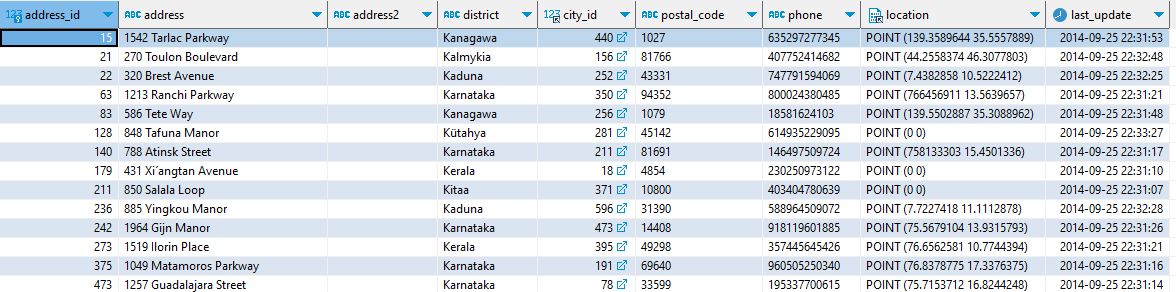 address_id address address2 district city_id postal_code phone location last_update
15 1542 Tarlac Parkway Kanagawa 440 1027 635297277345 POINT (139.3589644 35.5557889) 2014-09-25 22:31:53
21 270 Toulon Boulevard Kalmykia 156 81766 407752414682 POINT (44.2558374 46.3077803) 2014-09-25 22:32:48
22 320 Brest Avenue Kaduna 252 43331 747791594069 POINT (7.4382858 10.5222412) 2014-09-25 22:32:25
63 1213 Ranchi Parkway Karnataka 350 94352 800024380485 POINT (766456911 13.5639657) 2014-09-25 22:31:21
83 586 Tete Way Kanagawa 256 1079 18581624103 POINT (139.5502887 35.3088962) 2014-09-25 22:31:48
128 848 Tafuna Manor Kütahya 281 45142 614935229095 POINT (0 0) 2014-09-25 22:33:27
140 788 Atinsk Street Karnataka 211 81691 146497509724 POINT (758133303 15.4501336) 2014-09-25 22:31:17
179 431 Xi´angtan Avenue Kerala 18 4854 230250973122 POINT (0 0) 2014-09-25 22:31:10
211 850 Salala Loop Kitaa 371 10800 403404780639 POINT (0 0) 2014-09-25 22:31:07
236 885 Yingkou Manor Kaduna 596 31390 588964509072 POINT (7.7227418 11.1112878) 2014-09-25 22:32:28
242 1964 Gijn Manor Karnataka 473 14408 918119601885 POINT (75.5679104 13.9315793) 2014-09-25 22:31:26
273 1519 Ilorin Place Kerala 395 49298 357445645426 POINT (76.6562581 10.7744394) 2014-09-25 22:31:21
375 1049 Matamoros Parkway Karnataka 191 69640 960505250340 POINT (76.8378775 17.3376375) 2014-09-25 22:31:16
473 1257 Guadalajara Street Karnataka 78 33599 195337700615 POINT (75.7153712 16.8244248) 2014-09-25 22:31:14